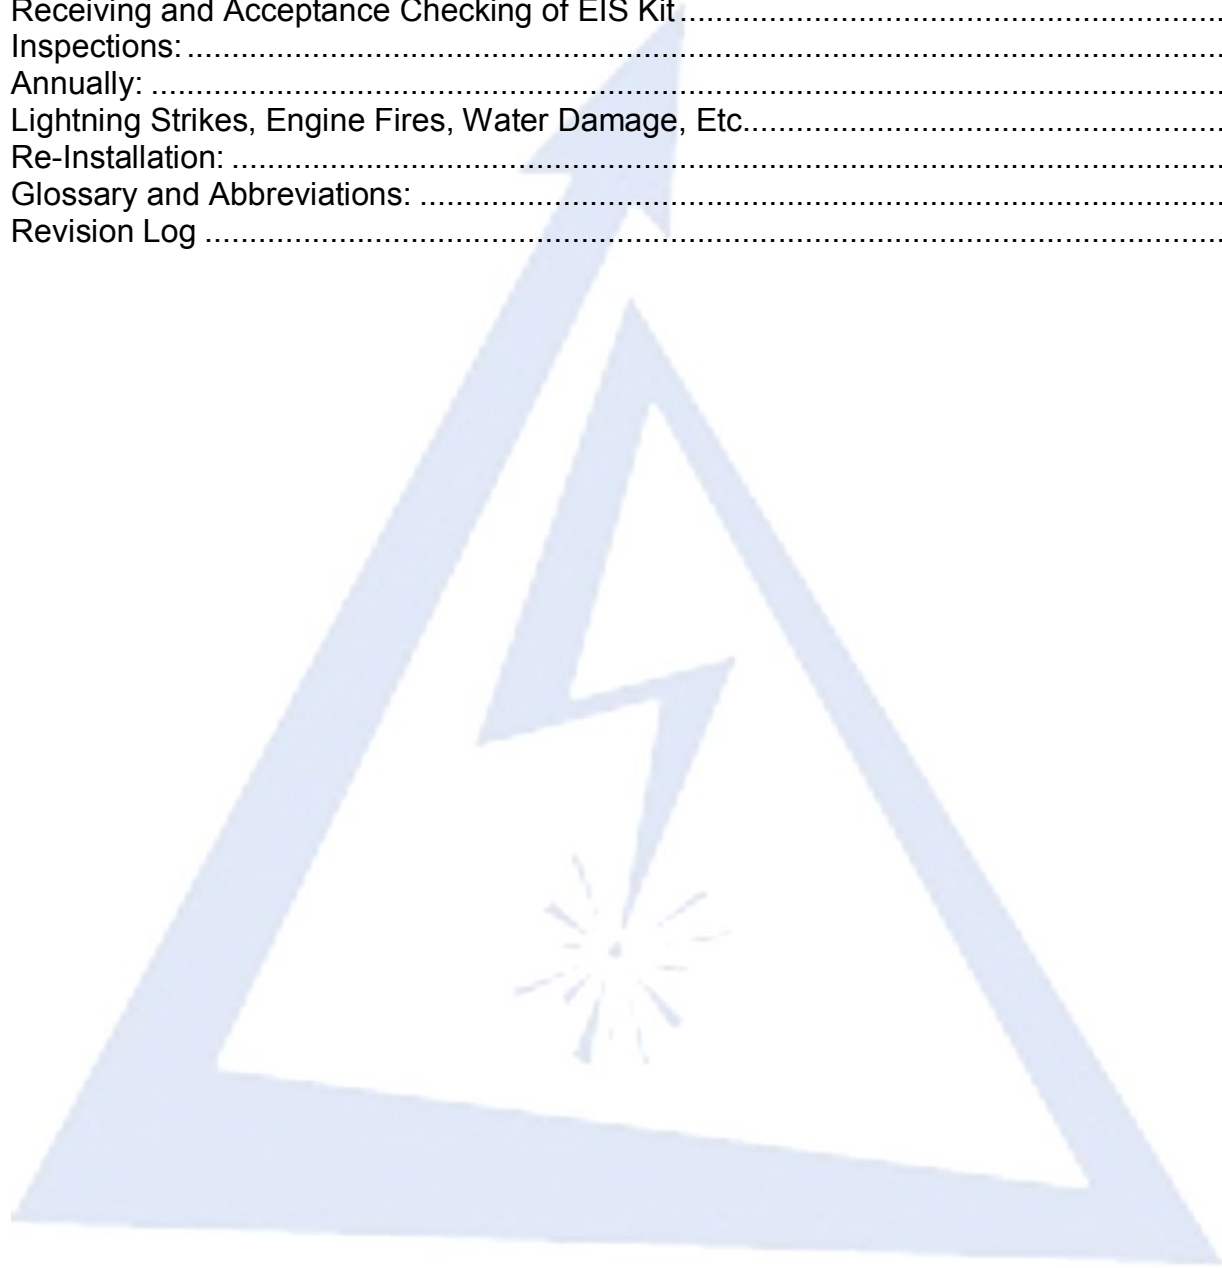 Receiving and Acceptance Checking of EIS Kit..............................................................
Inspections: ....................................................................................................................
Annually: ........................................................................................................................
Lightning Strikes, Engine Fires, Water Damage, Etc.....................................................
Re-Installation: ...............................................................................................................
Glossary and Abbreviations: ..........................................................................................
Revision Log ..................................................................................................................